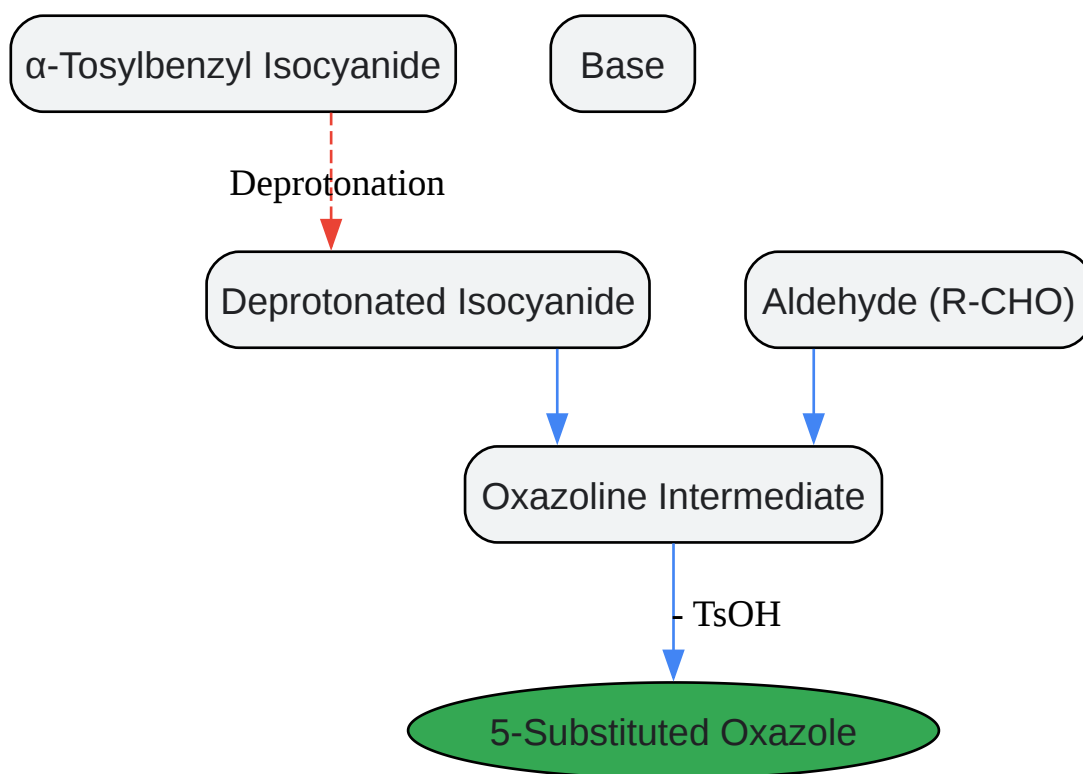 α-Tosylbenzyl Isocyanide
Base
Deprotonation
Deprotonated Isocyanide
Aldehyde (R-CHO)
Oxazoline Intermediate
- TsOH
5-Substituted Oxazole